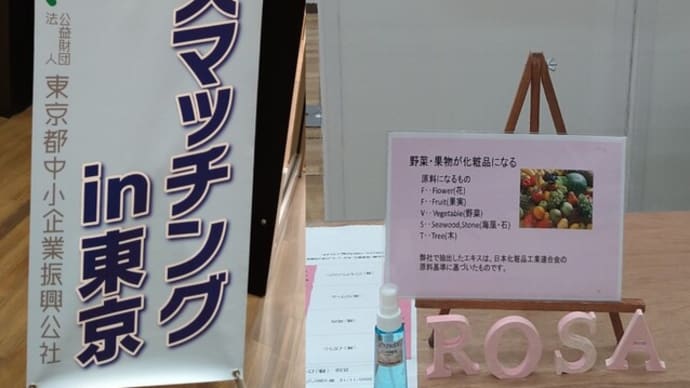 公益財団
法人
東京都中小企業振興公社
スマッチング
in東京
野菜・果物が化粧品になる
原料になるもの
F‥Flower(花)
F‥Fruit(果実)
V‥Vegetable(野菜)
S‥Seawood,Stone(海藻・石)
T‥Tree(木)
弊社で抽出したエキスは、日本化粧品工業連合会の
原料基準に基づいたものです。
ROSA